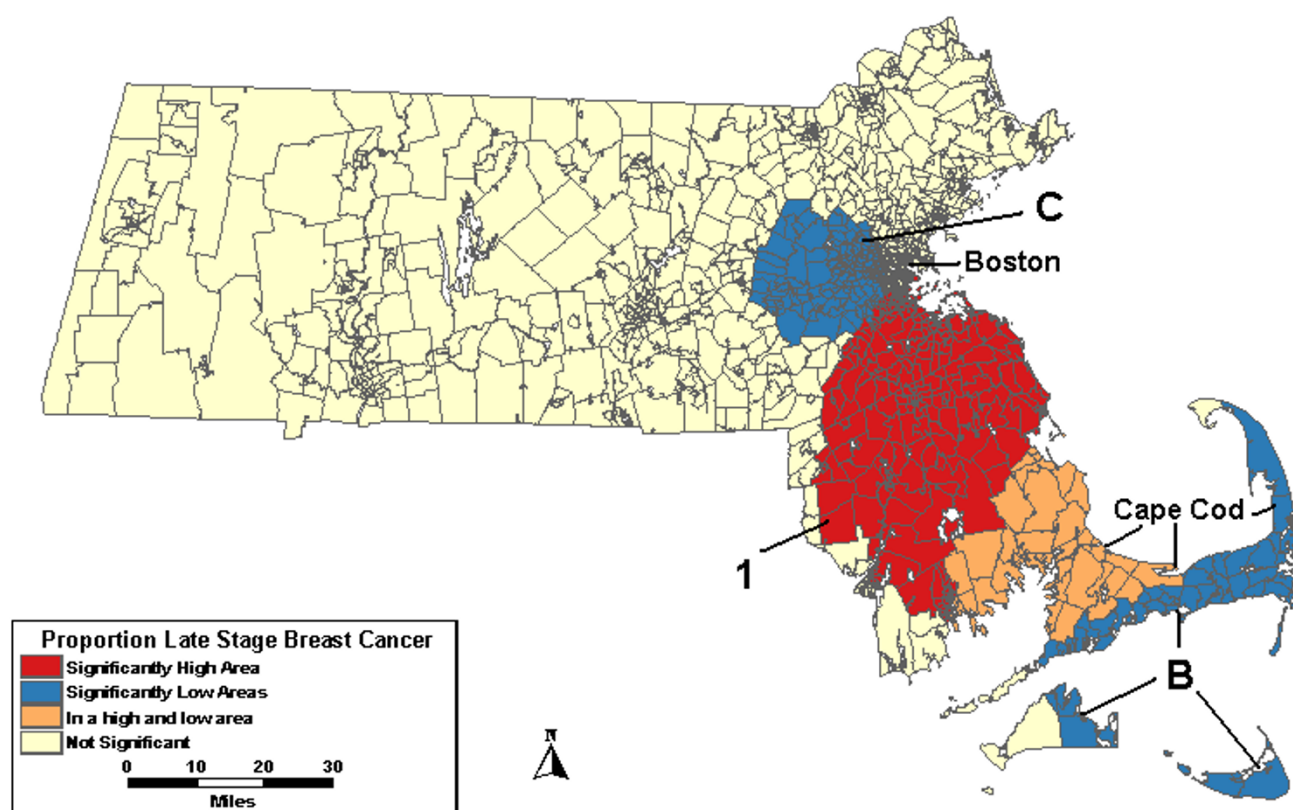 C
Boston
Cape Cod
1
B
Proportion Late Stage Breast Cancer
Significantly High Area
Significantly Low Areas
In a high and low area
Not Significant
0 10 20 30
Miles
N